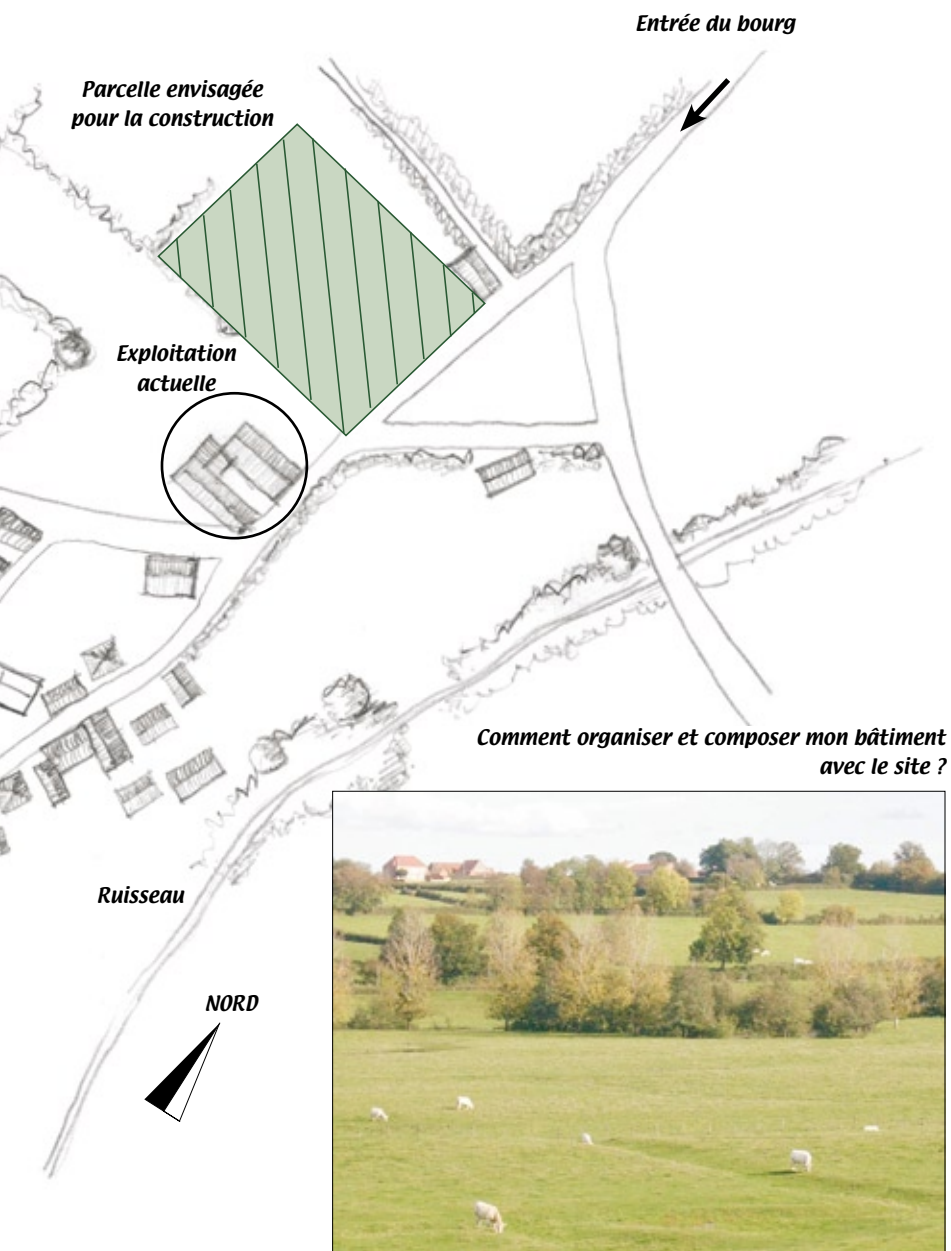 Entrée du bourg
Parcelle envisagée
pour la construction
Exploitation
actuelle
Comment organiser et composer mon bâtiment
avec le site ?
Ruisseau
NORD